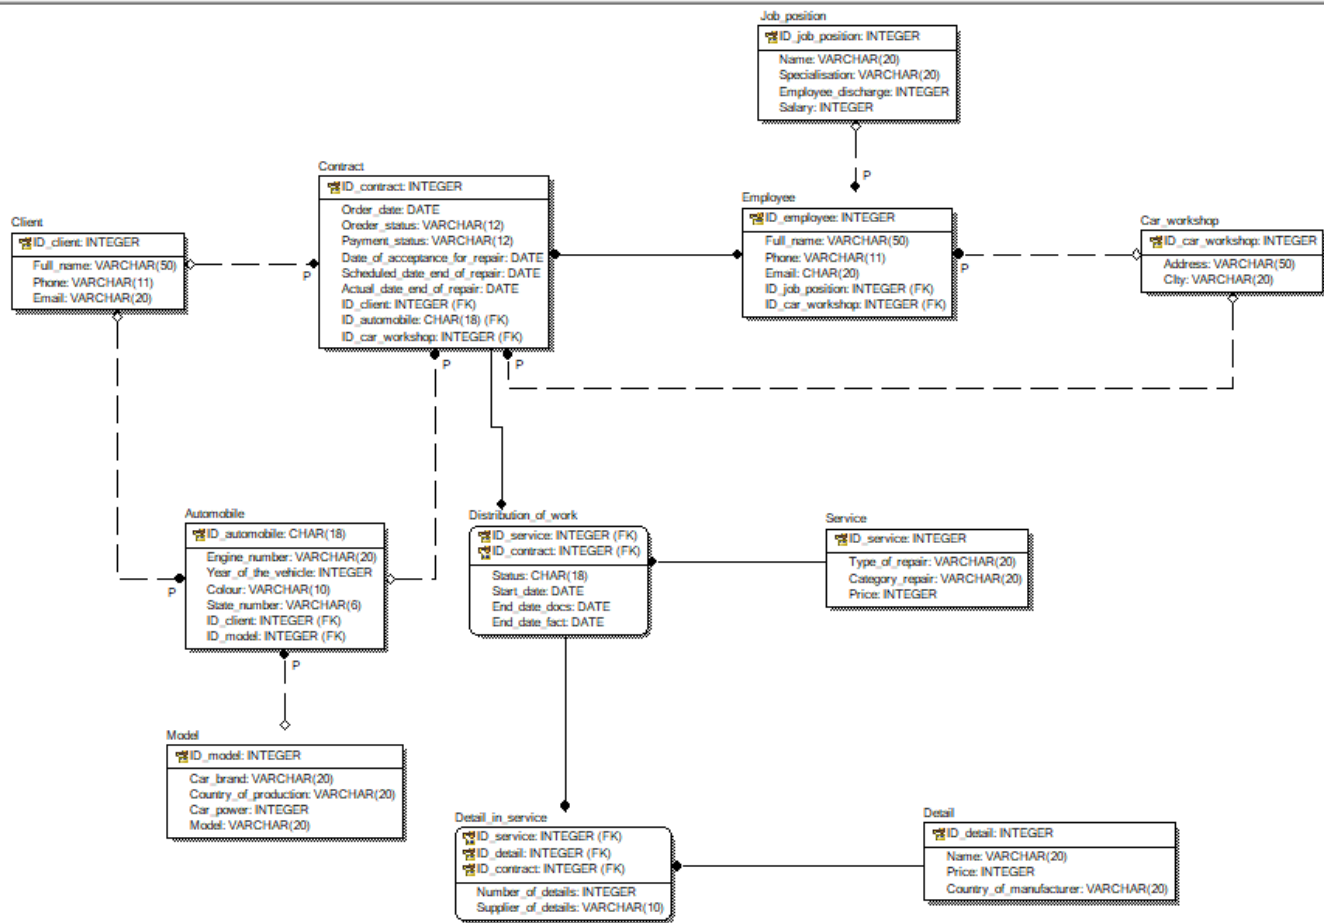 Job_position
ID_job_position: INTEGER
Name: VARCHAR(20)
Specialisation: VARCHAR(20)
Employee_discharge: INTEGER
Salary: INTEGER
P
Contract
ID_contract: INTEGER
Order_date: DATE
Oreder_status: VARCHAR(12)
Payment_status: VARCHAR(12)
Date_of_acceptance_for_repair: DATE
Scheduled_date_end_of_repair: DATE
Actual_date_end_of_repair: DATE
ID_client: INTEGER (FK)
ID_automobile: CHAR(18) (FK)
ID_car_workshop: INTEGER (FK)
Employee
ID_employee: INTEGER
Full_name: VARCHAR(50)
Phone: VARCHAR(11)
Email: CHAR(20)
ID_job_position: INTEGER (FK)
ID_car_workshop: INTEGER (FK)
Car_workshop
ID_car_workshop: INTEGER
Address: VARCHAR(50)
CIty: VARCHAR(20)
Client
ID_client: INTEGER
Full_name: VARCHAR(50)
Phone: VARCHAR(11)
Email: VARCHAR(20)
P
P
P
P
Automobile
ID_automobile: CHAR(18)
Engine_number: VARCHAR(20)
Year_of_the_vehicle: INTEGER
Colour: VARCHAR(10)
State_number: VARCHAR(6)
ID_client: INTEGER (FK)
ID_model: INTEGER (FK)
P
P
Distribution_of_work
ID_service: INTEGER (FK)
ID_contract: INTEGER (FK)
Status: CHAR(18)
Start_date: DATE
End_date_docs: DATE
End_date_fact: DATE
Service
ID_service: INTEGER
Type_of_repair: VARCHAR(20)
Category_repair: VARCHAR(20)
Price: INTEGER
Model
ID_model: INTEGER
Car_brand: VARCHAR(20)
Country_of_production: VARCHAR(20)
Car_power: INTEGER
Model: VARCHAR(20)
Detail_in_service
ID_service: INTEGER (FK)
ID_detail: INTEGER (FK)
ID_contract: INTEGER (FK)
Number_of_details: INTEGER
Supplier_of_details: VARCHAR(10)
Detail
ID_detail: INTEGER
Name: VARCHAR(20)
Price: INTEGER
Country_of_manufacturer: VARCHAR(20)